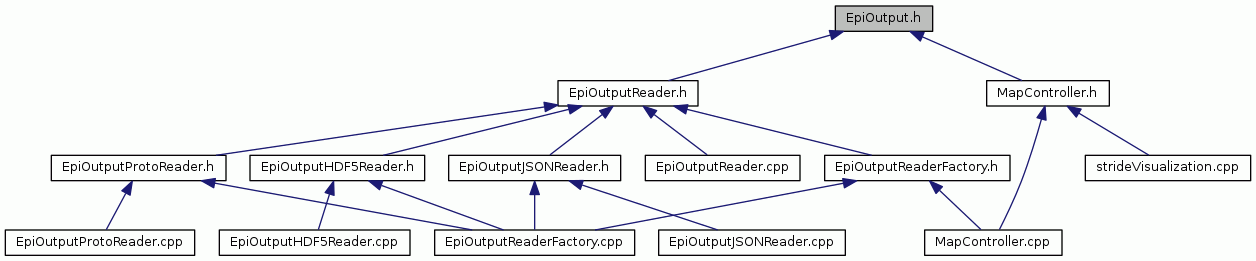 EpiOutput.h
EpiOutputReader.h
MapController.h
EpiOutputProtoReader.h
EpiOutputHDF5Reader.h
EpiOutputJSONReader.h
EpiOutputReader.cpp
EpiOutputReaderFactory.h
strideVisualization.cpp
EpiOutputProtoReader.cpp
EpiOutputHDF5Reader.cpp
EpiOutputReaderFactory.cpp
EpiOutputJSONReader.cpp
MapController.cpp